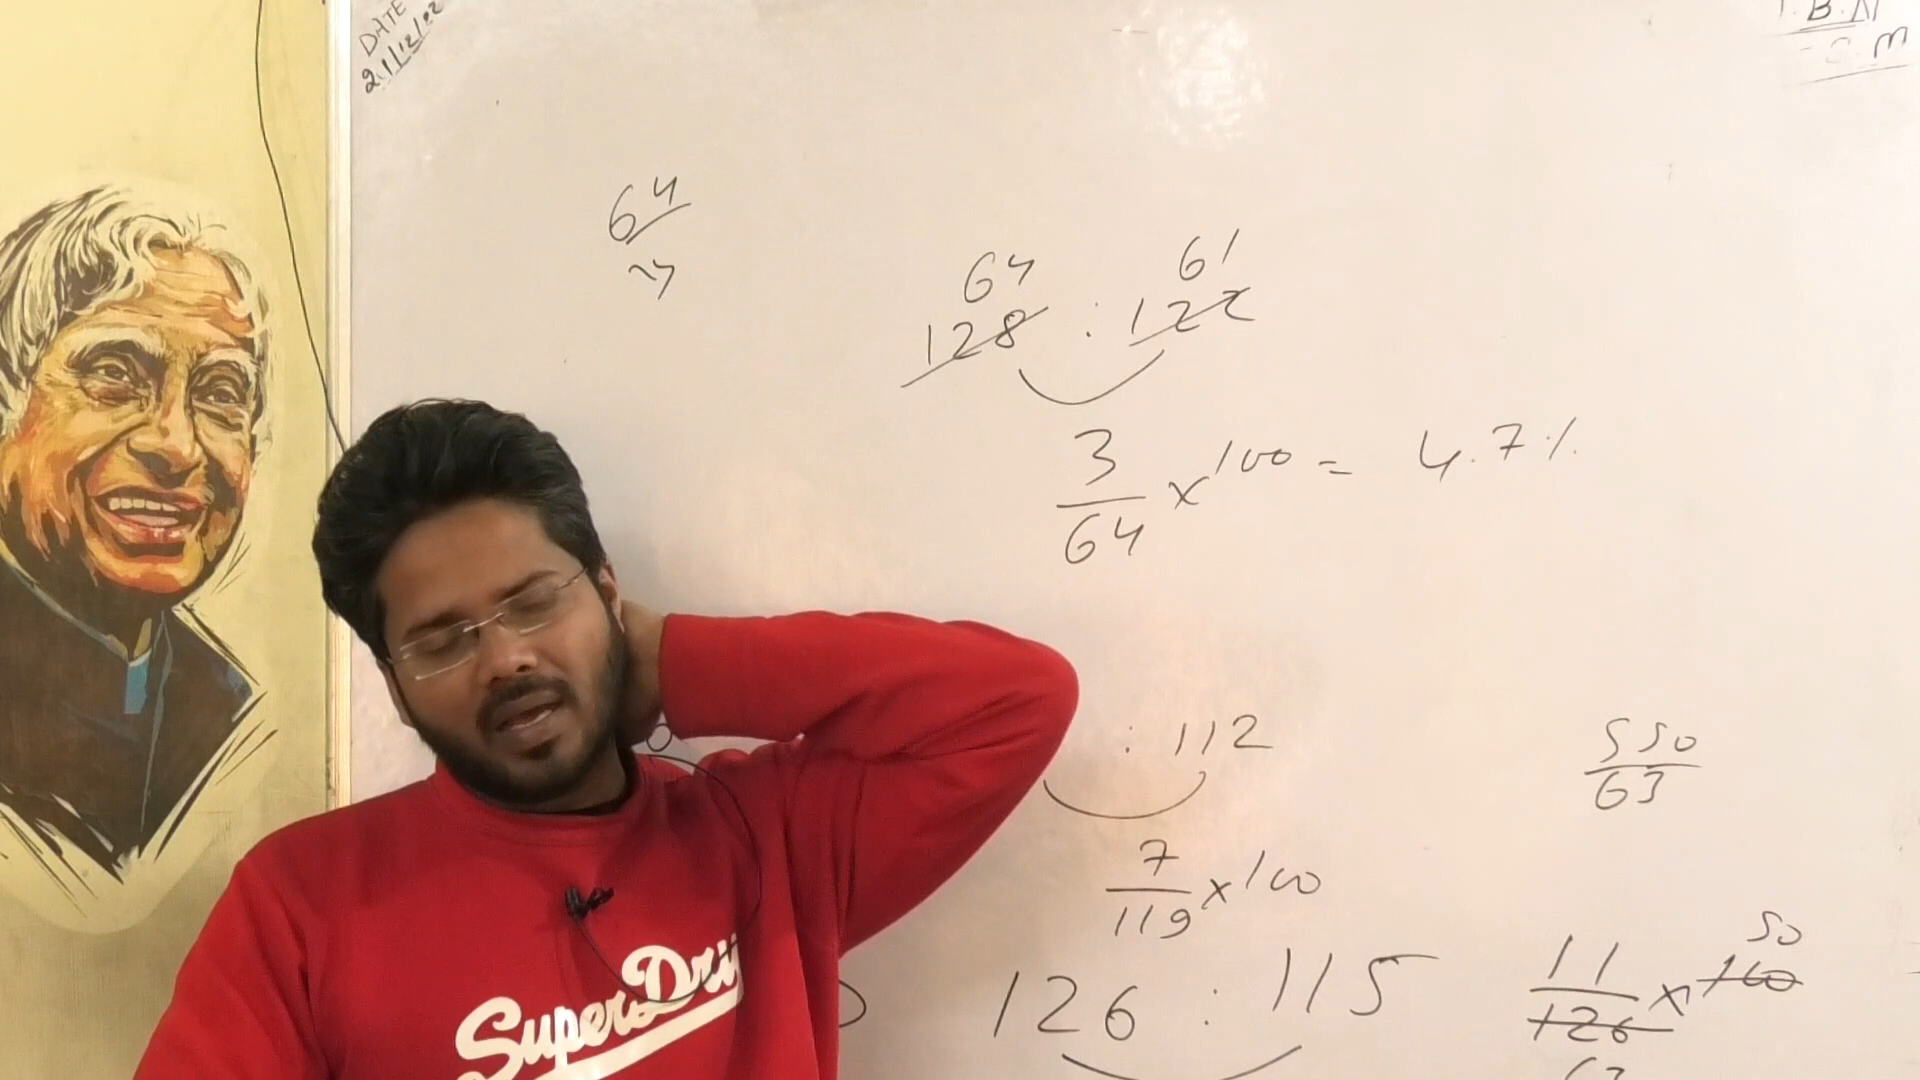 DATE
21/12/22
64
64 61
128 : 122
3/64 × 100 = 4.7%
: 112
550/63
7/119 × 100
126 : 115
50
11/126 × 100
SuperDry